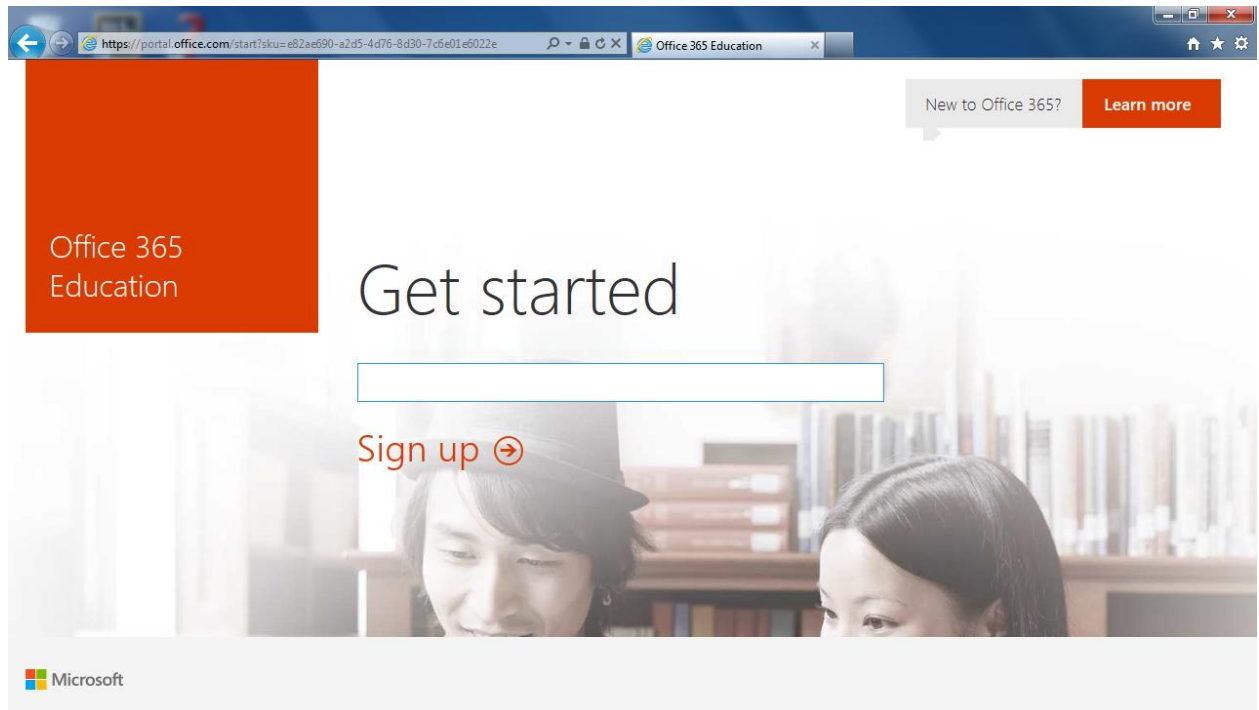 https://portal.office.com/start?sku=e82ae690-a2d5-4d76-8d30-7c6e01e6022e
Office 365 Education
New to Office 365?
Learn more
Office 365
Education
Get started
Sign up
Microsoft